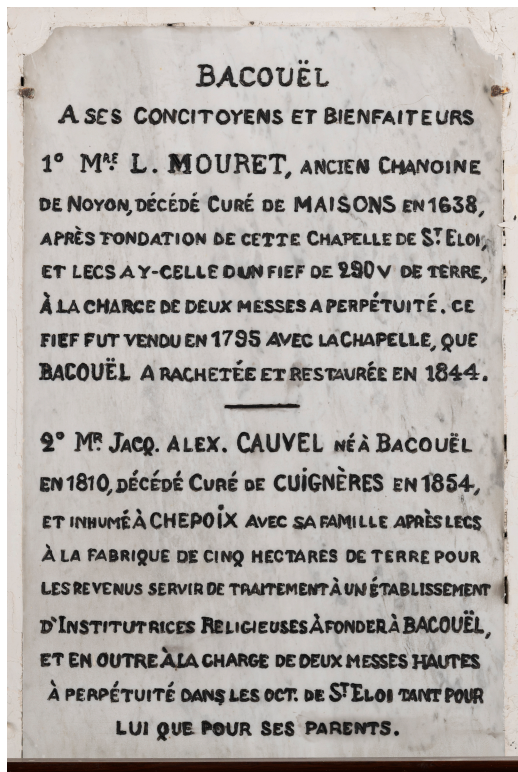 BACOUËL
A SES CONCITOYENS ET BIENFAITEURS
1° MRE L. MOURET, ANCIEN CHANOINE
DE NOYON, DÉCÉDÉ CURÉ DE MAISONS EN 1638,
APRÈS FONDATION DE CETTE CHAPELLE DE ST ELOI,
ET LECS A Y-CELLE D'UN FIEF DE 290V DE TERRE,
À LA CHARGE DE DEUX MESSES A PERPÉTUITÉ. CE
FIEF FUT VENDU EN 1795 AVEC LA CHAPELLE, QUE
BACOUËL A RACHETÉE ET RESTAURÉE EN 1844.
2° MR JACQ. ALEX. CAUVEL NÉ À BACOUËL
EN 1810, DÉCÉDÉ CURÉ DE CUIGNÈRES EN 1854,
ET INHUMÉ À CHEPOIX AVEC SA FAMILLE APRÈS LECS
À LA FABRIQUE DE CINQ HECTARES DE TERRE POUR
LES REVENUS SERVIR DE TRAITEMENT À UN ÉTABLISSEMENT
D'INSTITUTRICES RELIGIEUSES À FONDER À BACOUËL,
ET EN OUTRE À LA CHARGE DE DEUX MESSES HAUTES
À PERPÉTUITÉ DANS LES OCT. DE ST ELOI TANT POUR
LUI QUE POUR SES PARENTS.